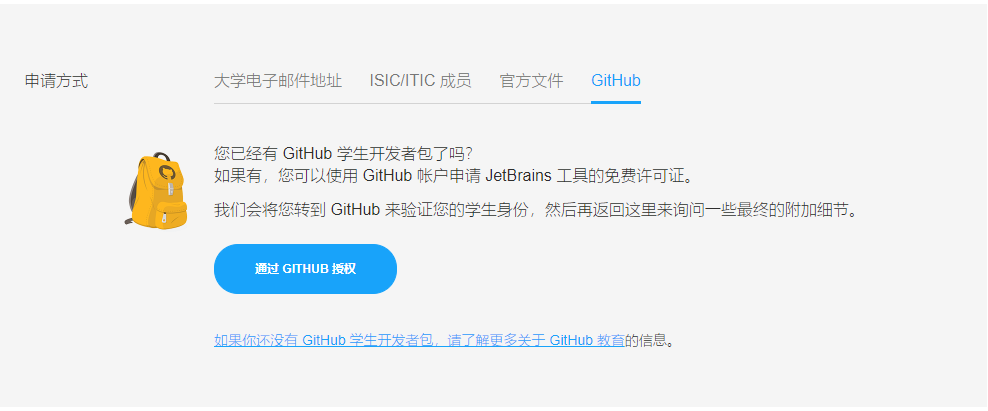 申请方式
大学电子邮件地址 ISIC/ITIC 成员 官方文件 GitHub
您已经有 GitHub 学生开发者包了吗？
如果有，您可以使用 GitHub 帐户申请 JetBrains 工具的免费许可证。
我们会将您转到 GitHub 来验证您的学生身份，然后再返回这里来询问一些最终的附加细节。
通过 GITHUB 授权
如果你还没有 GitHub 学生开发者包，请了解更多关于 GitHub 教育的信息。